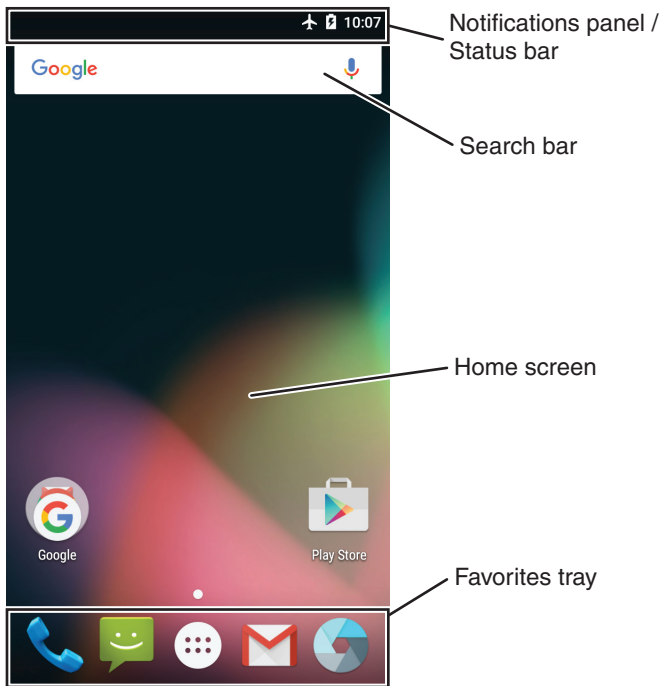 10:07
Notifications panel /
Status bar
Google
Search bar
Home screen
G
Google
Play Store
Favorites tray